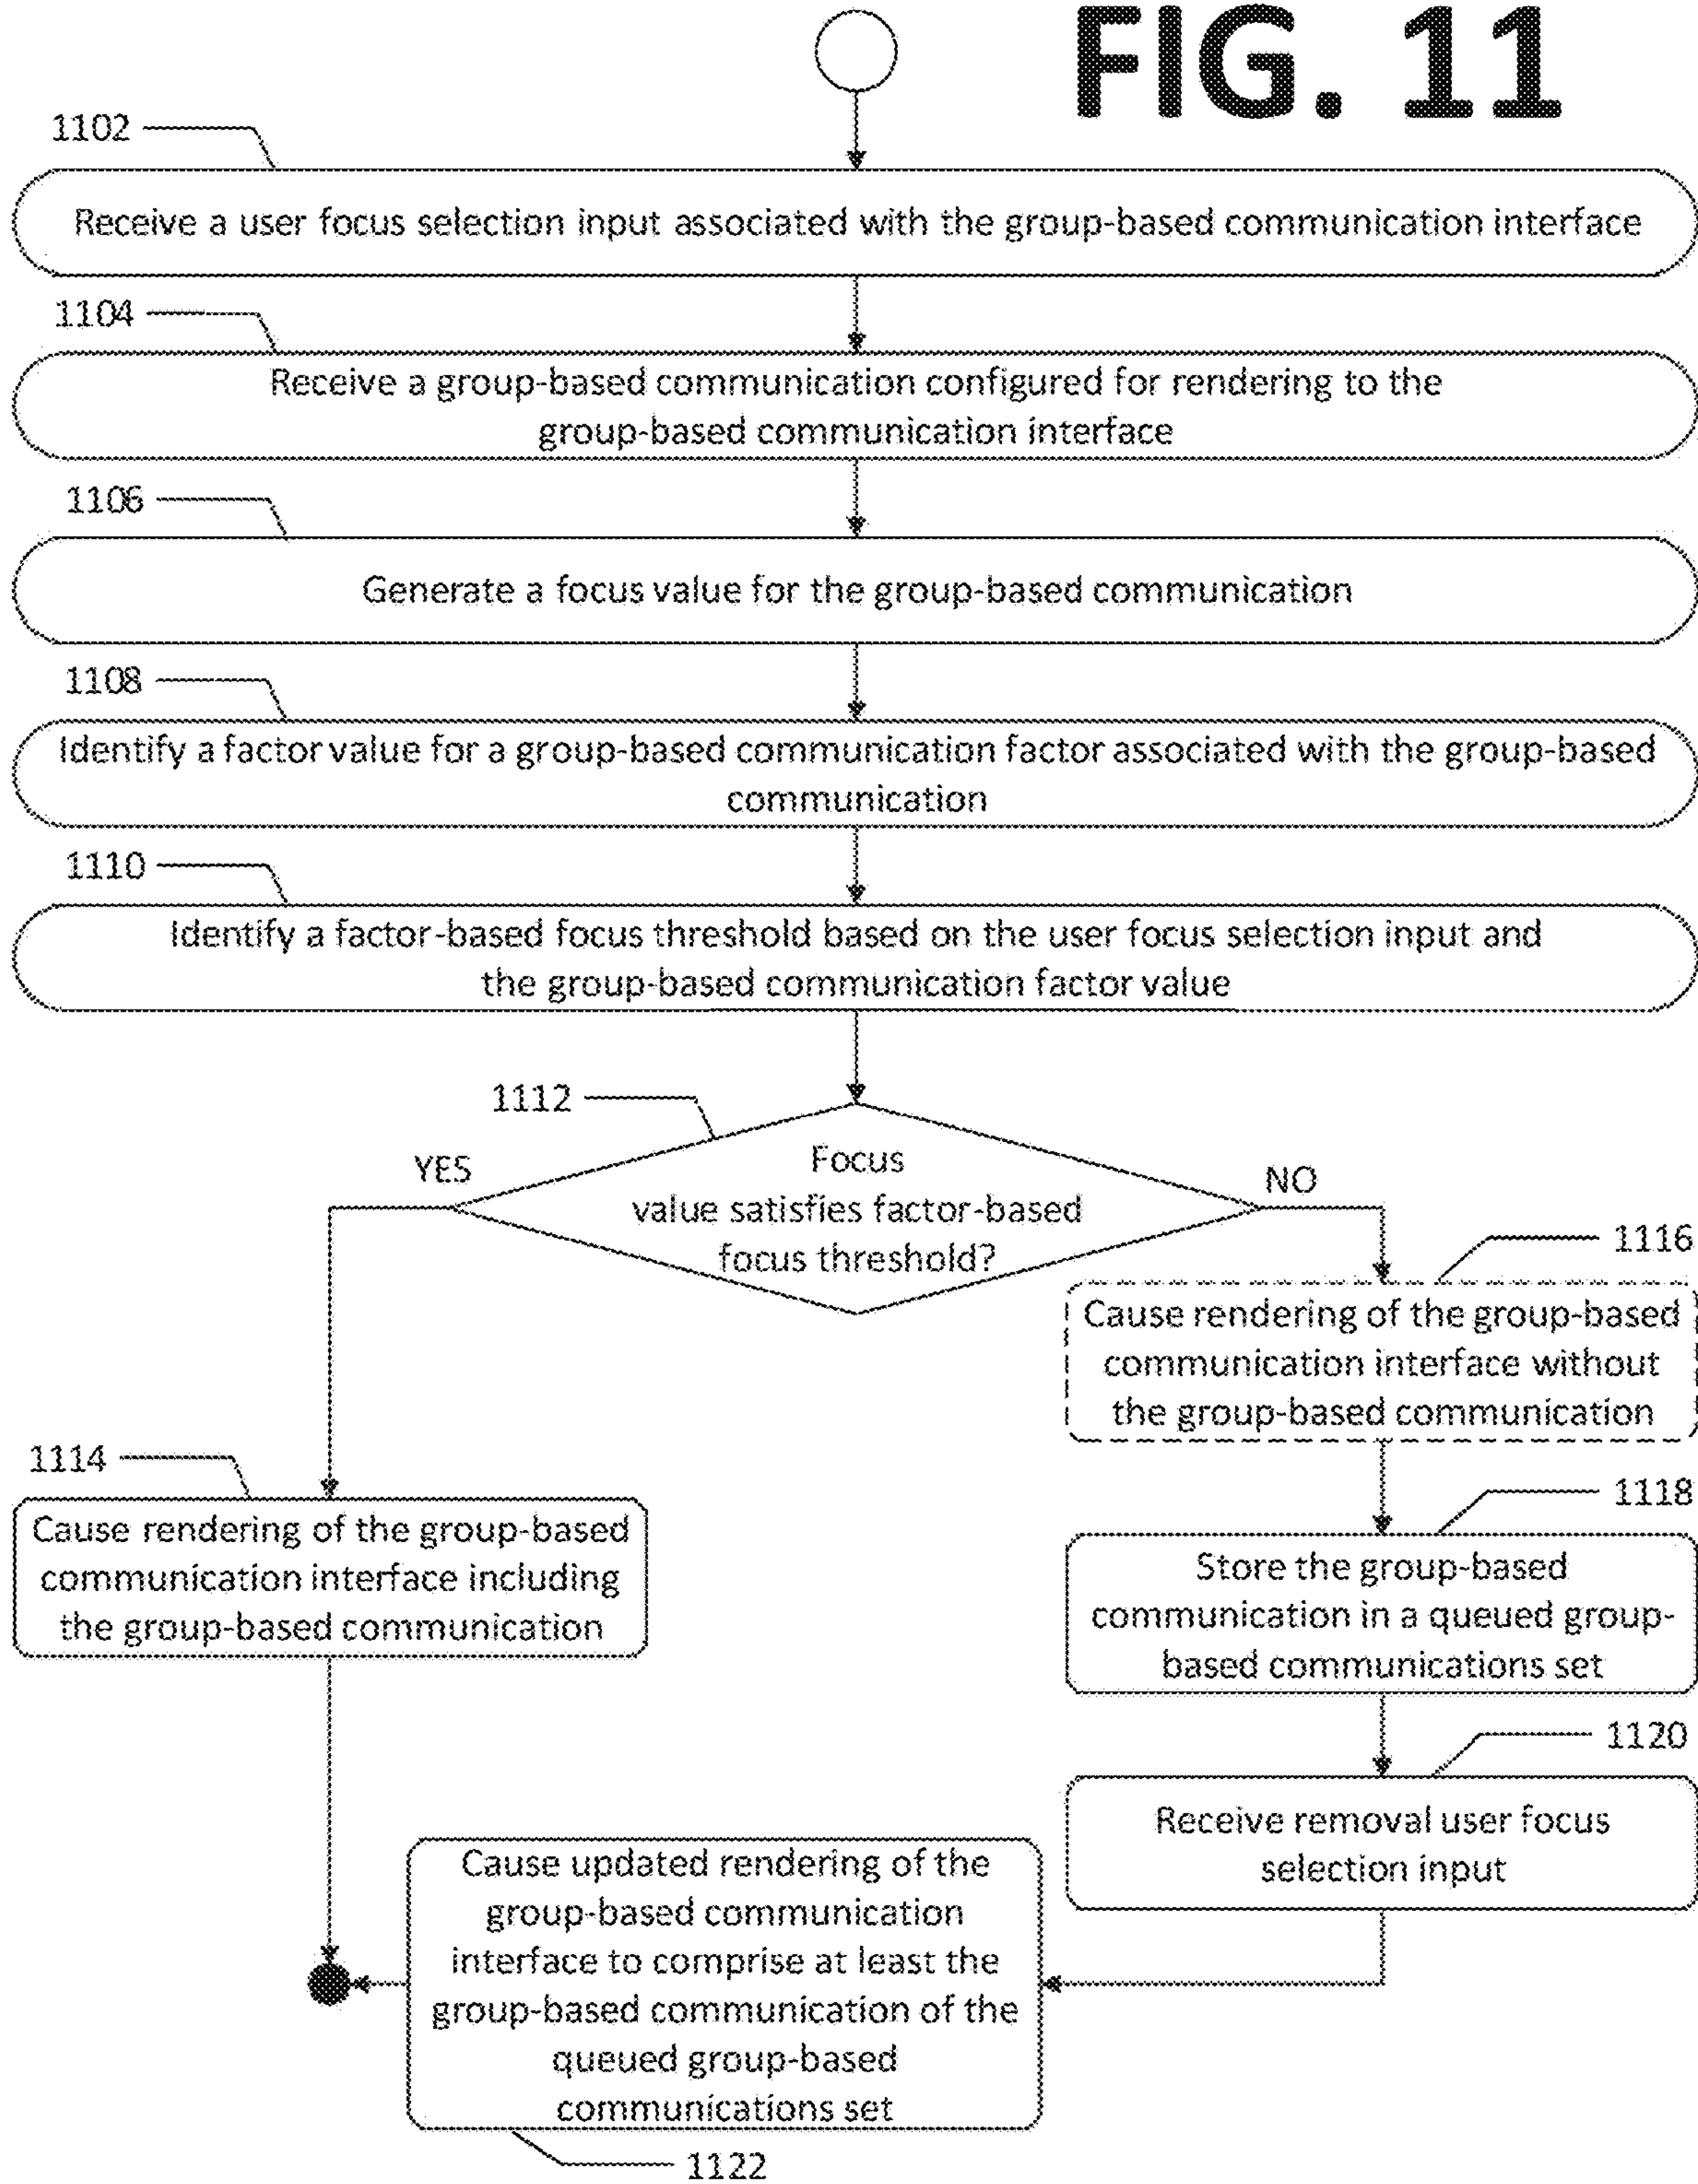 FIG. 11
1102
Receive a user focus selection input associated with the group-based communication interface
1104
Receive a group-based communication configured for rendering to the
group-based communication interface
1106
Generate a focus value for the group-based communication
1108
Identify a factor value for a group-based communication factor associated with the group-based
communication
1110
Identify a factor-based focus threshold based on the user focus selection input and
the group-based communication factor value
1112
Focus
value satisfies factor-based
focus threshold?
YES
NO
1116
Cause rendering of the group-based
communication interface without
the group-based communication
1114
Cause rendering of the group-based
communication interface including
the group-based communication
1118
Store the group-based
communication in a queued group-
based communications set
1120
Receive removal user focus
selection input
Cause updated rendering of the
group-based communication
interface to comprise at least the
group-based communication of the
queued group-based
communications set
1122